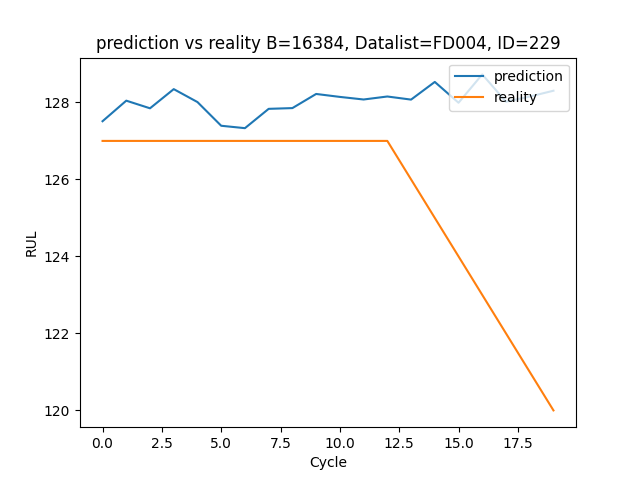 prediction vs reality B=16384, Datalist=FD004, ID=229
prediction
reality
128
126
124
122
120
RUL
0.0 2.5 5.0 7.5 10.0 12.5 15.0 17.5
Cycle